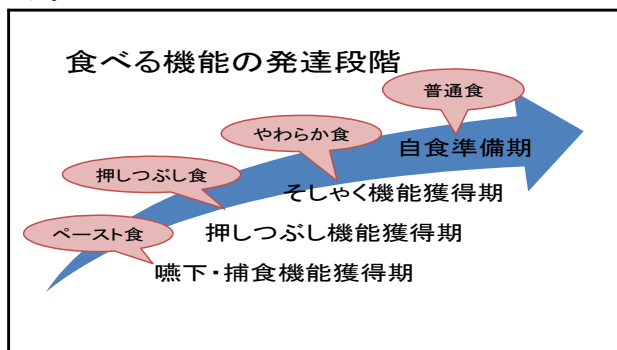 食べる機能の発達段階
普通食
やわらか食
自食準備期
押しつぶし食
そしゃく機能獲得期
ペースト食
押しつぶし機能獲得期
嚥下・捕食機能獲得期